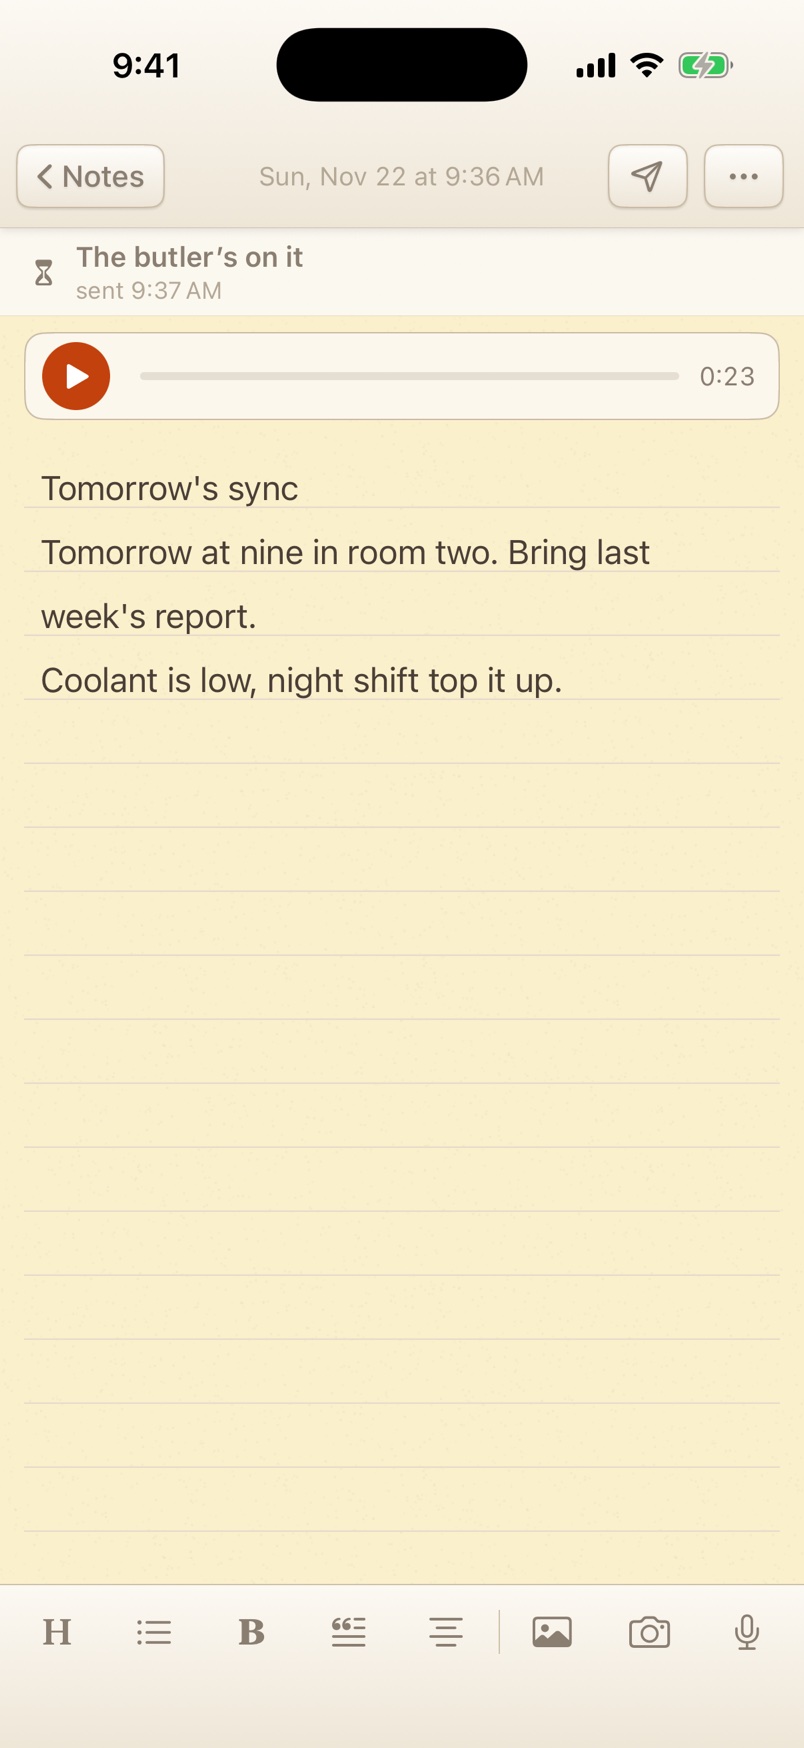 9:41
Notes
Sun, Nov 22 at 9:36 AM
The butler’s on it
sent 9:37 AM
0:23
Tomorrow's sync
Tomorrow at nine in room two. Bring last
week's report.
Coolant is low, night shift top it up.
H
B